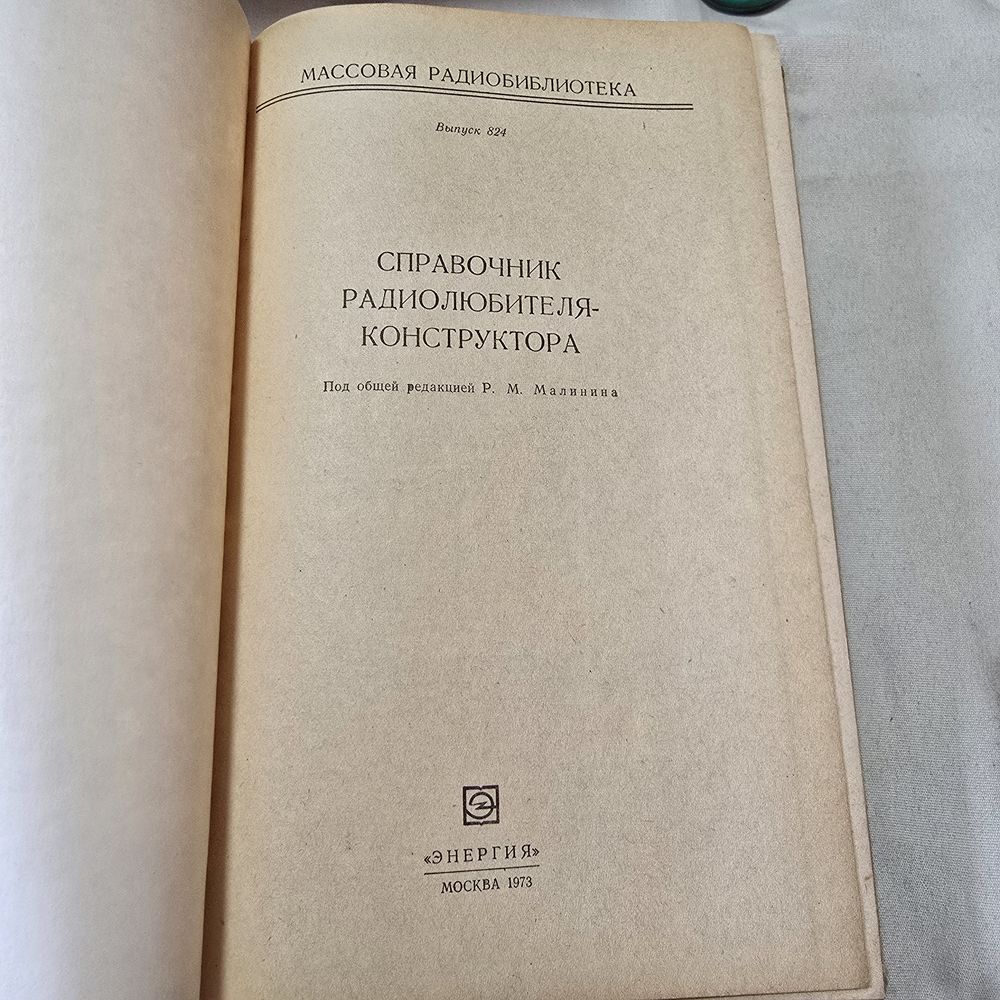 МАССОВАЯ РАДИОБИБЛИОТЕКА
Выпуск 824
СПРАВОЧНИК
РАДИОЛЮБИТЕЛЯ-
КОНСТРУКТОРА
Под общей редакцией Р. М. Малинина
Э
«ЭНЕРГИЯ»
МОСКВА 1973